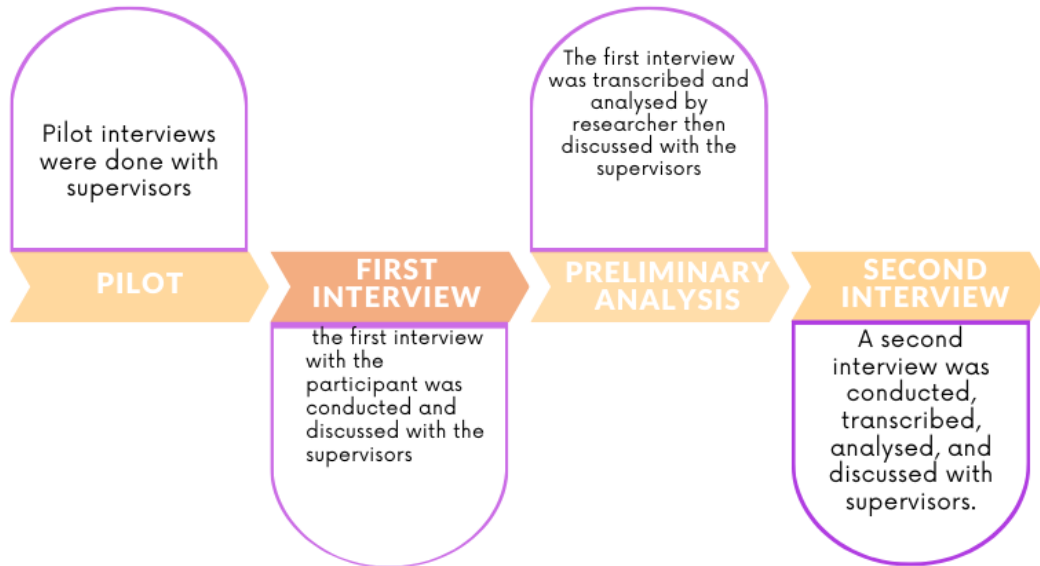 Pilot interviews
were done with
supervisors
PILOT
FIRST
INTERVIEW
the first interview
with the
participant was
conducted and
discussed with the
supervisors
The first interview
was transcribed and
analysed by
researcher then
discussed with the
supervisors
PRELIMINARY
ANALYSIS
SECOND
INTERVIEW
A second
interview was
conducted,
transcribed,
analysed, and
discussed with
supervisors.